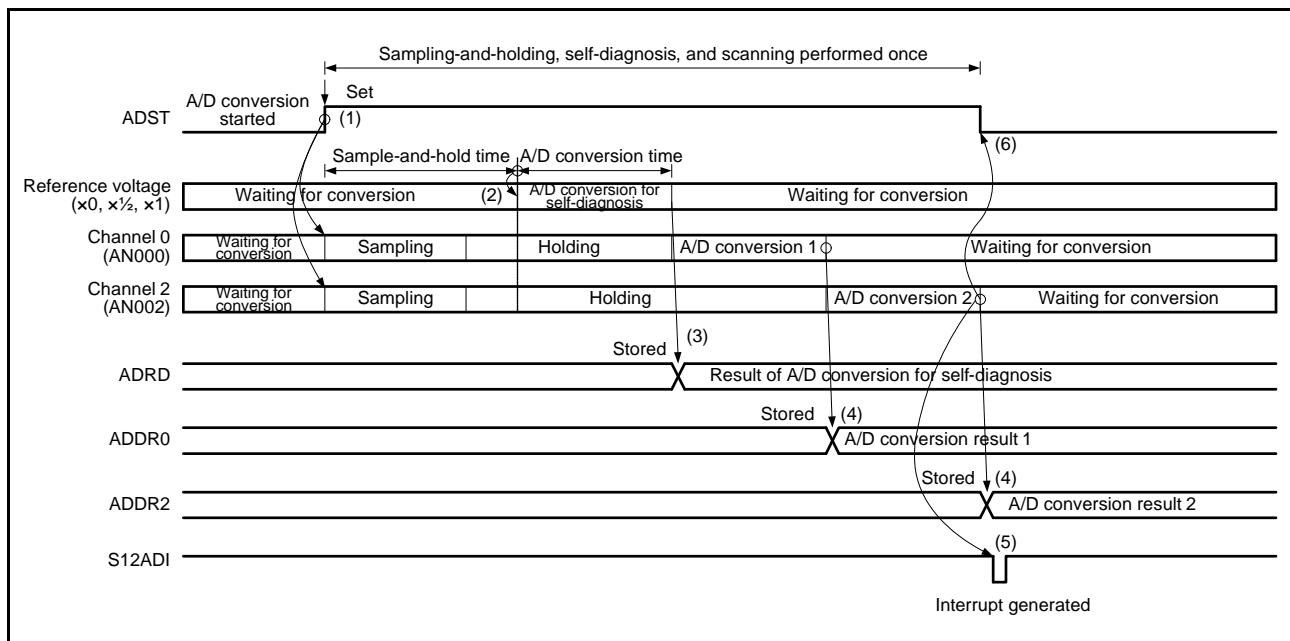 Sampling-and-holding, self-diagnosis, and scanning performed once
A/D conversion
started
Set
ADST
(1)
(6)
Sample-and-hold time
A/D conversion time
Reference voltage
(×0, ×½, ×1)
Waiting for conversion
(2)
A/D conversion for
self-diagnosis
Waiting for conversion
Channel 0
(AN000)
Waiting for
conversion
Sampling
Holding
A/D conversion 1
Waiting for conversion
Channel 2
(AN002)
Waiting for
conversion
Sampling
Holding
A/D conversion 2
Waiting for conversion
Stored
(3)
ADRD
Result of A/D conversion for self-diagnosis
Stored
(4)
ADDR0
A/D conversion result 1
Stored
(4)
ADDR2
A/D conversion result 2
(5)
S12ADI
Interrupt generated